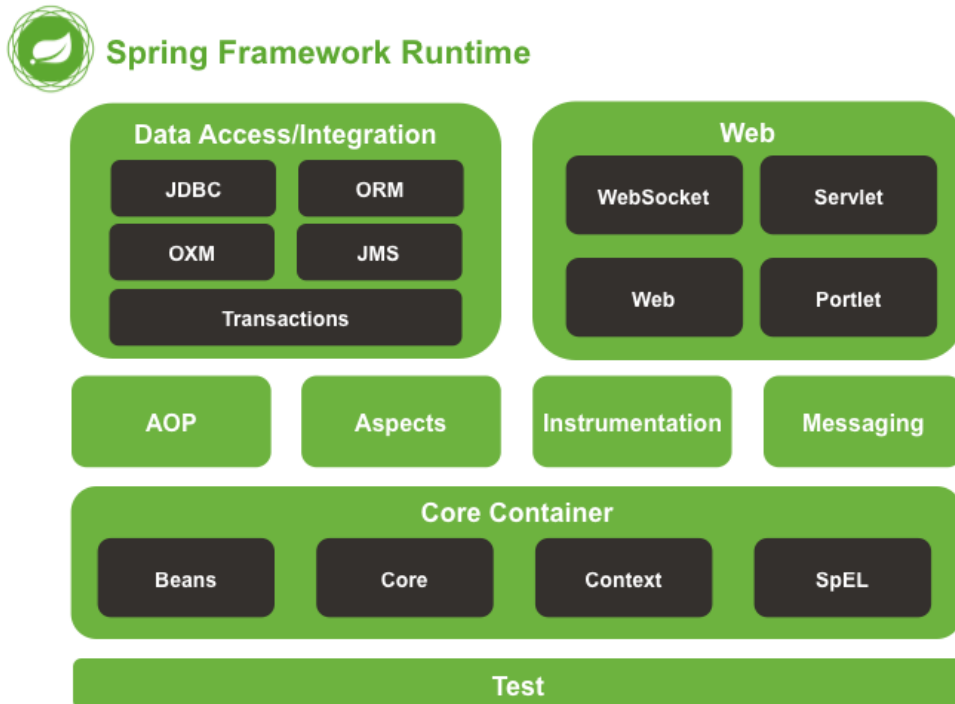 Spring Framework Runtime
Data Access/Integration
JDBC
ORM
OXM
JMS
Transactions
Web
WebSocket
Servlet
Web
Portlet
AOP
Aspects
Instrumentation
Messaging
Core Container
Beans
Core
Context
SpEL
Test